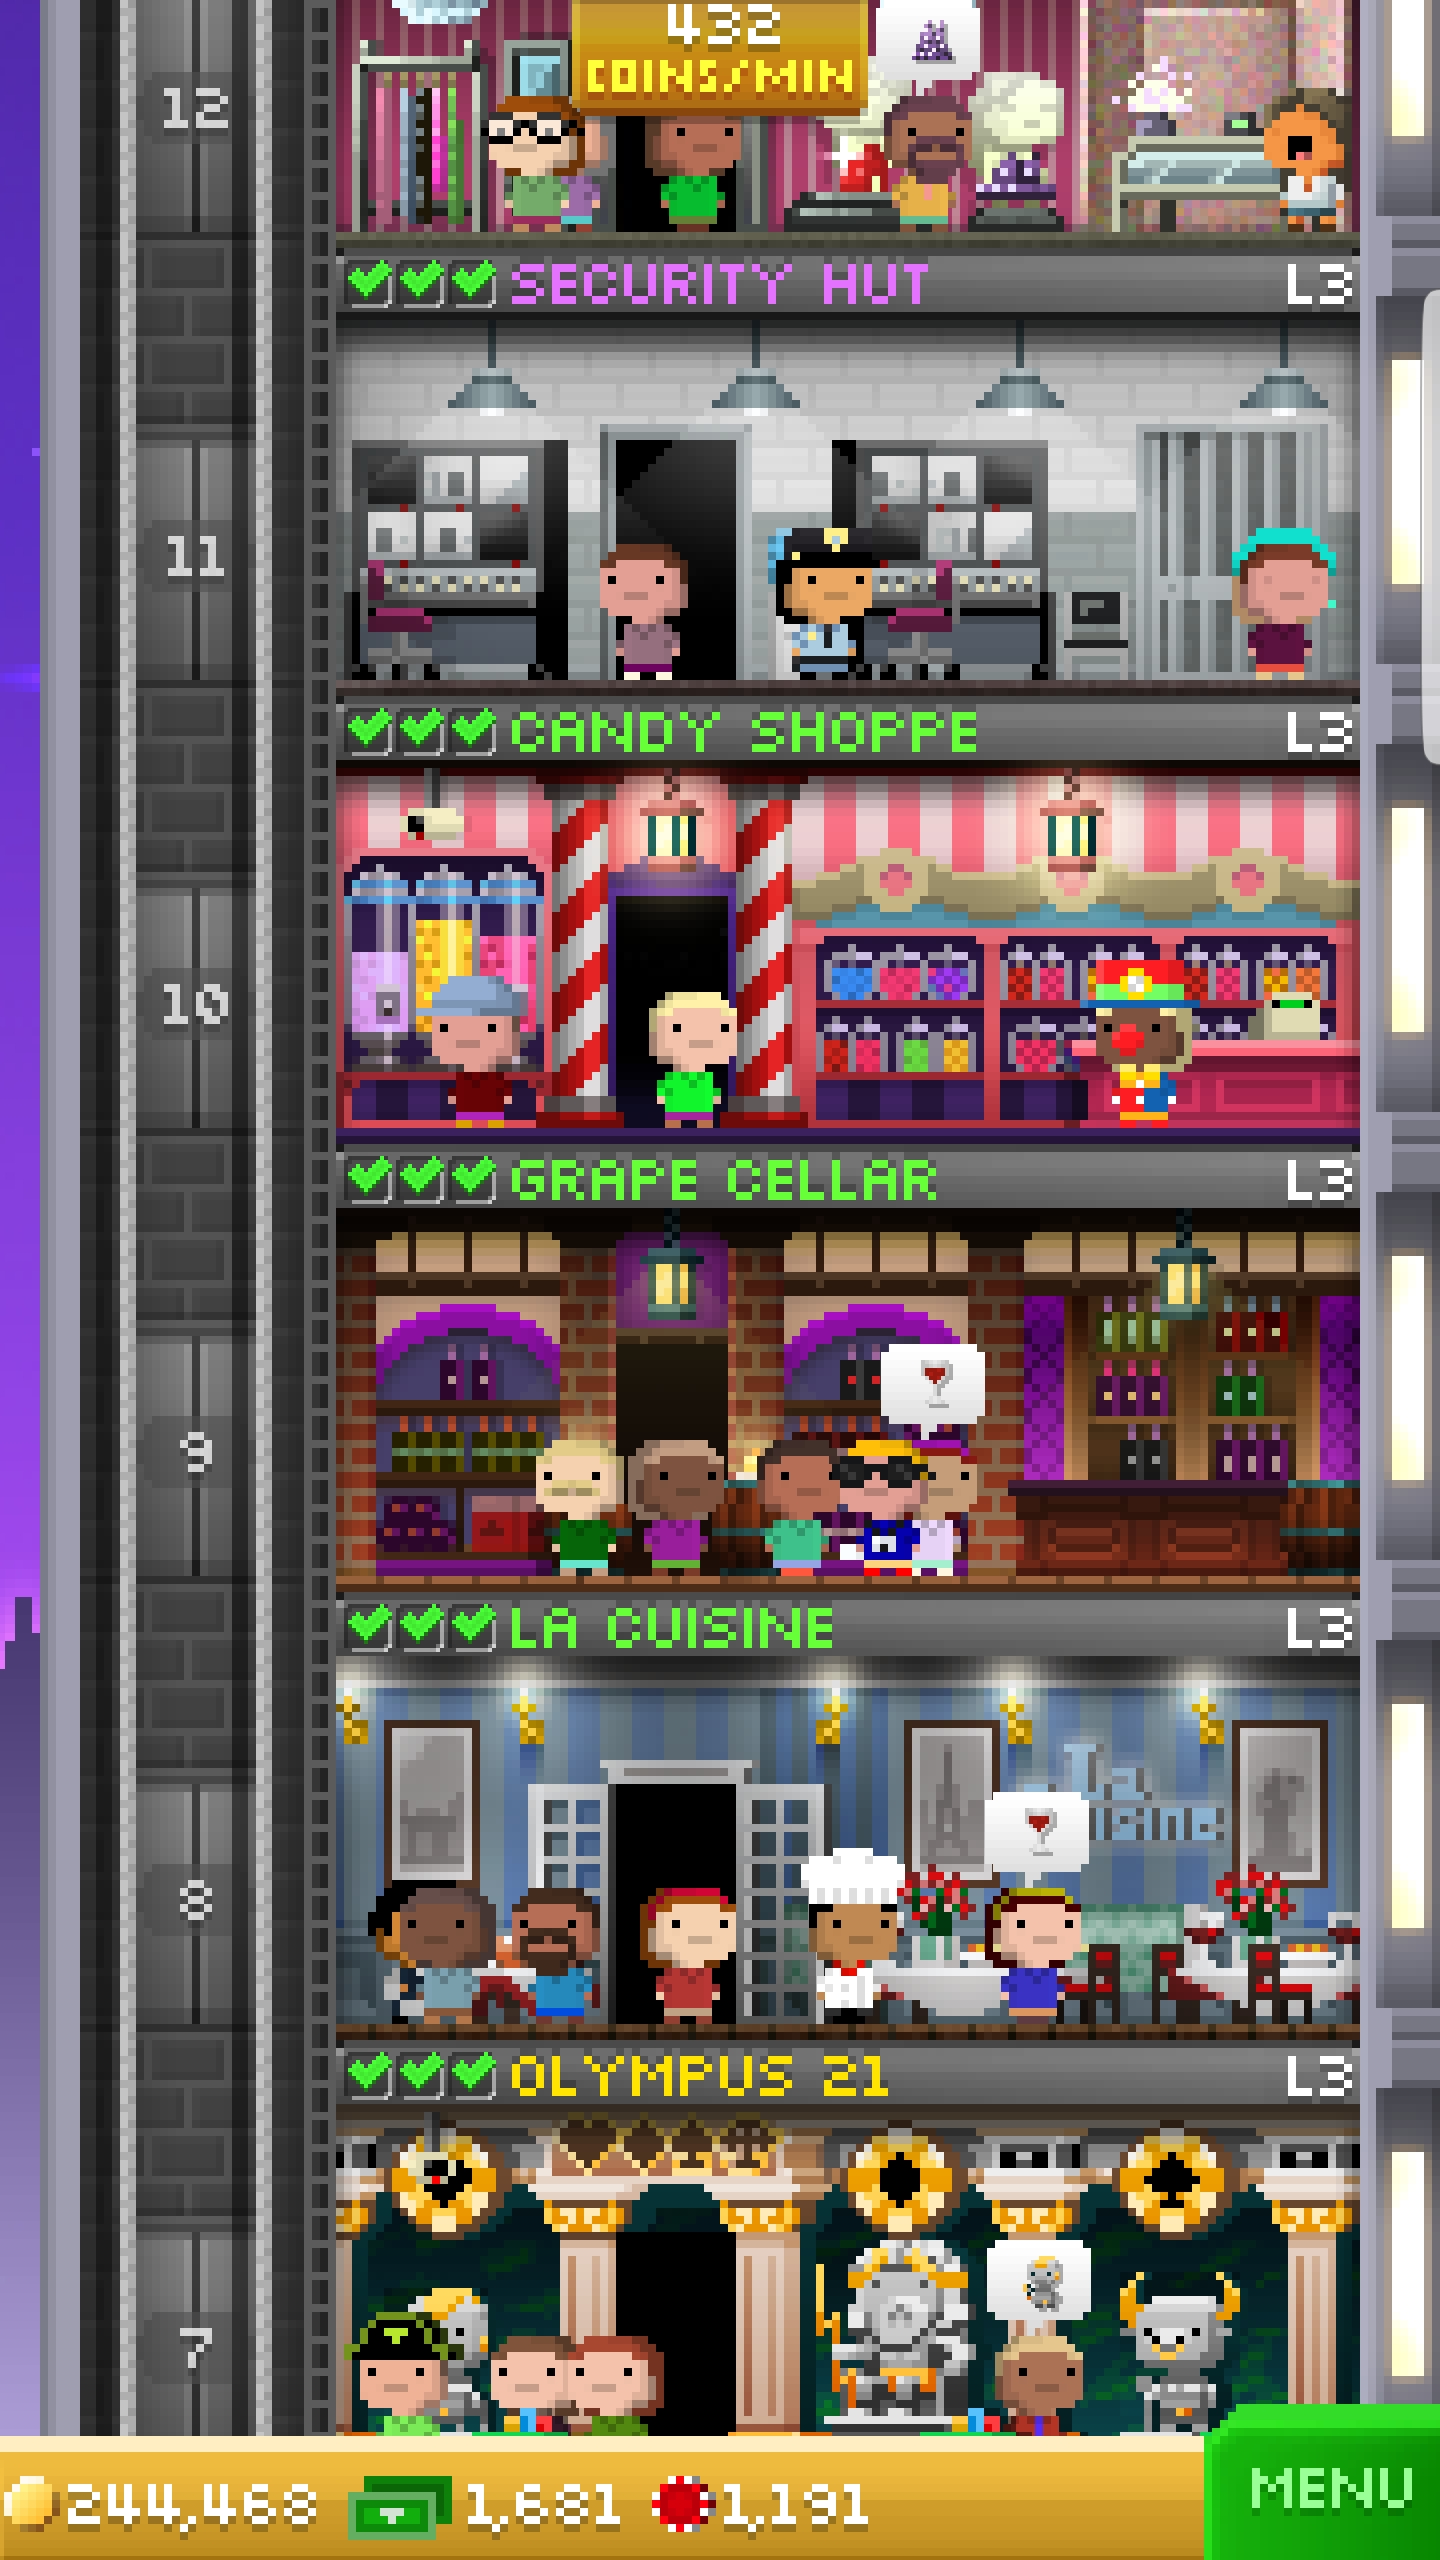 432
COINS/MIN
12
SECURITY HUT L3
11
CANDY SHOPPE L3
10
GRAPE CELLAR L3
9
LA CUISINE L3
La
8
OLYMPUS 21 L3
7
244,468 1,681 1,191
MENU